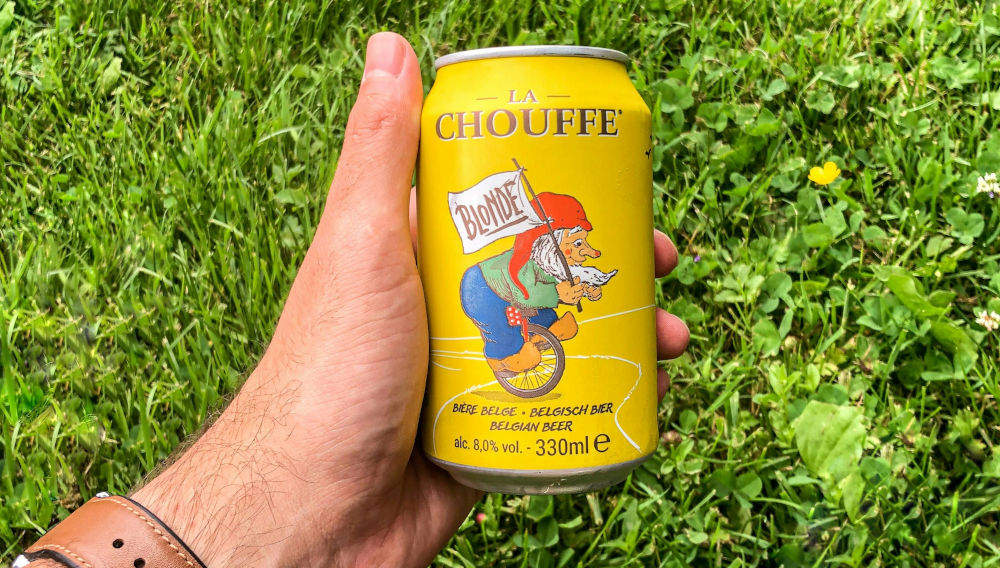 LA
CHOUFFE®
BLONDE
BIÈRE BELGE • BELGISCH BIER
BELGIAN BEER
alc. 8,0% vol. - 330ml e